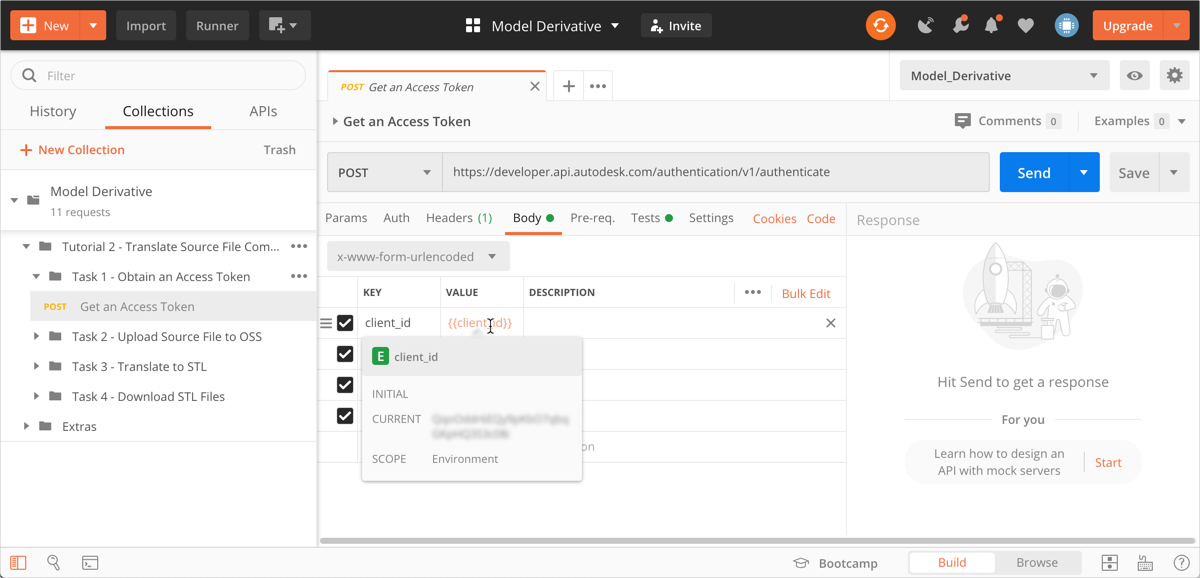 New
Import
Runner
Model Derivative
Invite
Upgrade
Filter
History
Collections
APIs
+ New Collection
Trash
Model Derivative
11 requests
Tutorial 2 - Translate Source File Com...
Task 1 - Obtain an Access Token
POST Get an Access Token
Task 2 - Upload Source File to OSS
Task 3 - Translate to STL
Task 4 - Download STL Files
Extras
POST Get an Access Token
Model_Derivative
Get an Access Token
Comments 0
Examples 0
POST
https://developer.api.autodesk.com/authentication/v1/authenticate
Send
Save
Params
Auth
Headers (1)
Body
Pre-req.
Tests
Settings
Cookies
Code
x-www-form-urlencoded
KEY
VALUE
DESCRIPTION
Bulk Edit
client_id
{{client_id}}
E client_id
INITIAL
CURRENT
SCOPE Environment
on
Response
Hit Send to get a response
For you
Learn how to design an
API with mock servers
Start
Bootcamp
Build
Browse